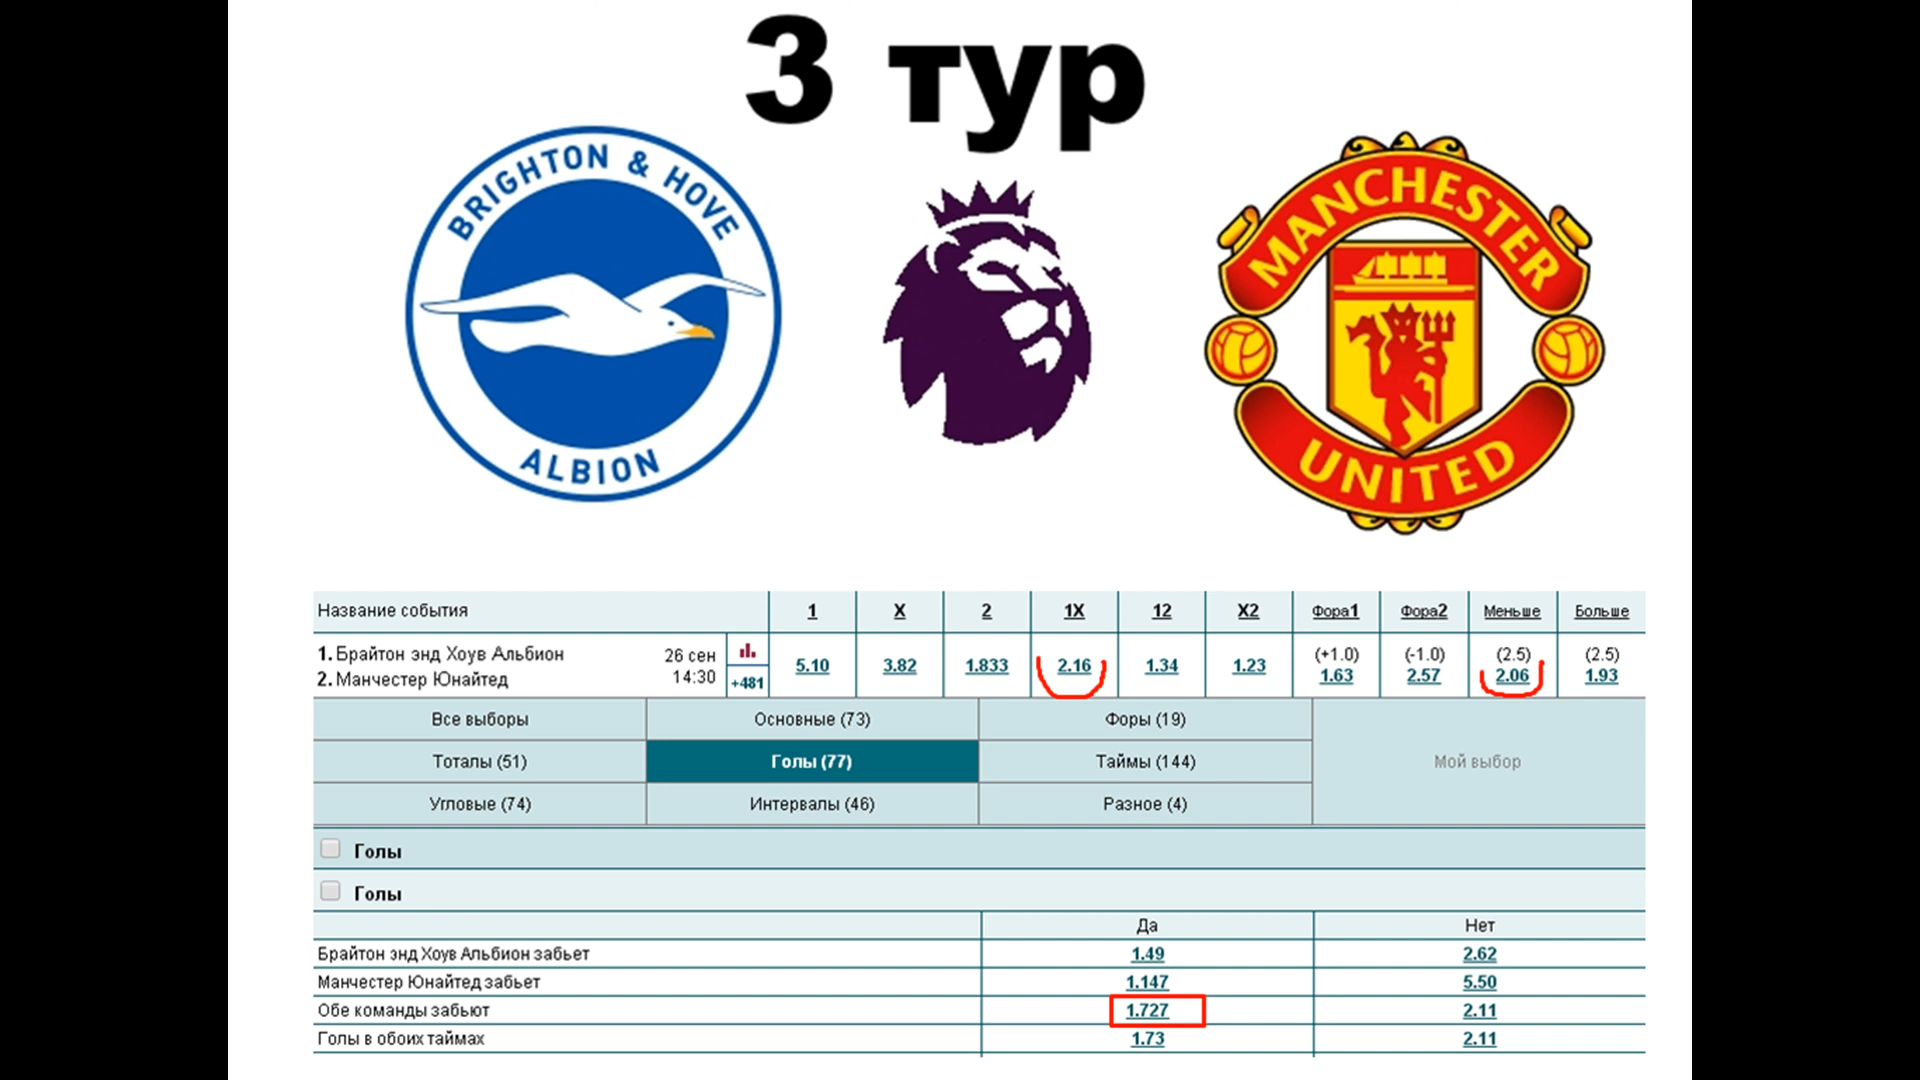 3 тур
BRIGHTON & HOVE
ALBION
MANCHESTER
UNITED
Название события 1 X 2 1X 12 X2 Фора1 Фора2 Меньше Больше
1. Брайтон энд Хоув Альбион 26 сен (+1.0) (-1.0) (2.5) (2.5)
2. Манчестер Юнайтед 14:30 +481 5.10 3.82 1.833 2.16 1.34 1.23 1.63 2.57 2.06 1.93
Все выборы Основные (73) Форы (19)
Тоталы (51) Голы (77) Таймы (144) Мой выбор
Угловые (74) Интервалы (46) Разное (4)
Голы
Голы
Да Нет
Брайтон энд Хоув Альбион забьет 1.49 2.62
Манчестер Юнайтед забьет 1.147 5.50
Обе команды забьют 1.727 2.11
Голы в обоих таймах 1.73 2.11